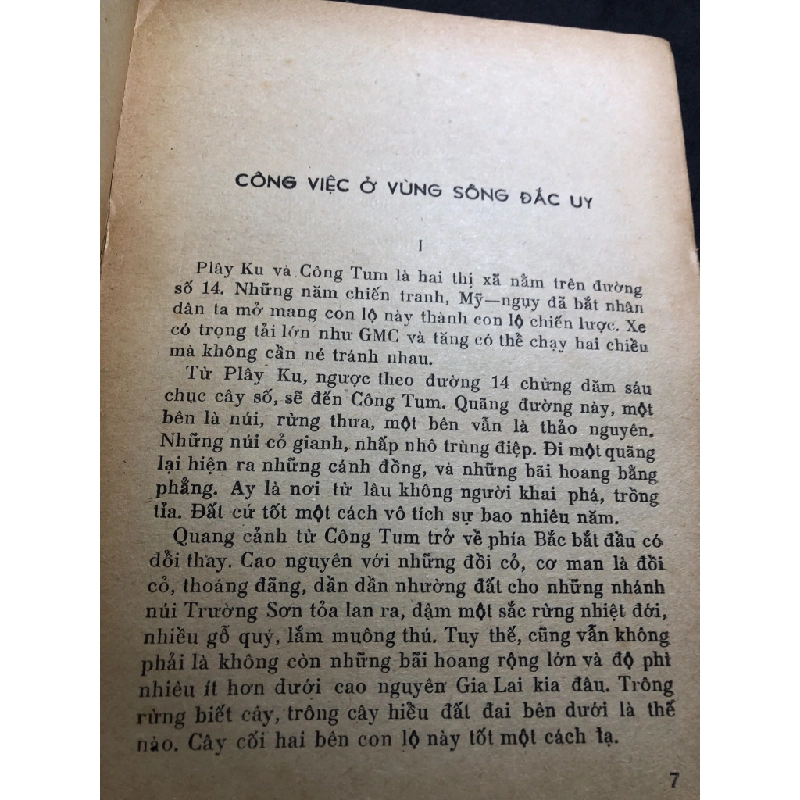 CÔNG VIỆC Ở VÙNG SÔNG ĐẮC UY
I
Plây Ku và Công Tum là hai thị xã nằm trên đường
số 14. Những năm chiến tranh, Mỹ—ngụy đã bắt nhân
dân ta mở mang con lộ này thành con lộ chiến lược. Xe
có trọng tải lớn như GMC và tăng có thể chạy hai chiều
mà không cần né tránh nhau.
Từ Plây Ku, ngược theo đường 14 chừng dăm sáu
chục cây số, sẽ đến Công Tum. Quãng đường này, một
bên là núi, rừng thưa, một bên vẫn là thảo nguyên.
Những núi cỏ gianh, nhấp nhô trùng điệp. Đi một quãng
lại hiện ra những cánh đồng, và những bãi hoang bằng
phẳng. Ay là nơi từ lâu không người khai phá, trồng
tỉa. Đất cứ tốt một cách vô tích sự bao nhiêu năm.
Quang cảnh từ Công Tum trở về phía Bắc bắt đầu có
đổi thay. Cao nguyên với những đồi cỏ, cơ man là đồi
cỏ, thoáng đãng, dần dần nhường đất cho những nhánh
núi Trường Sơn tỏa lan ra, đậm một sắc rừng nhiệt đới,
nhiều gỗ quý, lắm muông thú. Tuy thế, cũng vẫn không
phải là không còn những bãi hoang rộng lớn và độ phì
nhiêu ít hơn dưới cao nguyên Gia Lai kia đâu. Trông
rừng biết cây, trông cây hiểu đất đai bên dưới là thế
nào. Cây cối hai bên con lộ này tốt một cách lạ.
7